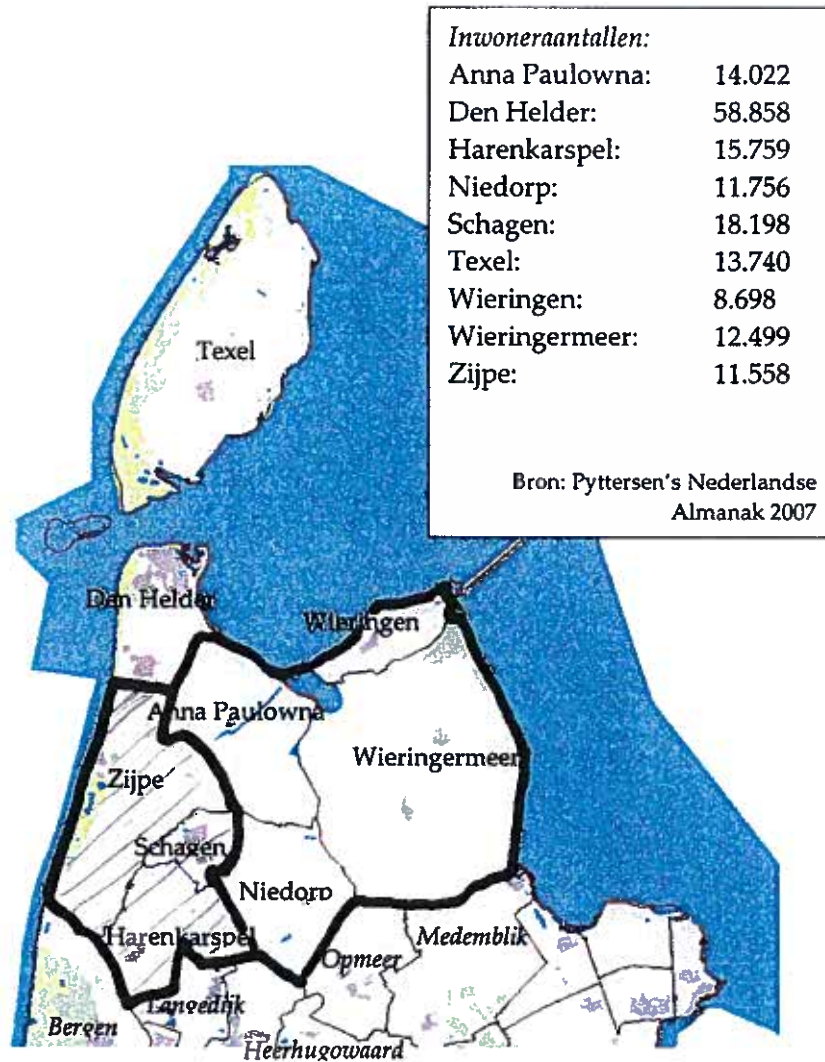 Inwoneraantallen:
Anna Paulowna: 14.022
Den Helder: 58.858
Harenkarspel: 15.759
Niedorp: 11.756
Schagen: 18.198
Texel: 13.740
Wieringen: 8.698
Wieringermeer: 12.499
Zijpe: 11.558
Bron: Pyttersen's Nederlandse
Almanak 2007
Texel
Den Helder
Wieringen
Anna Paulowna
Wieringermeer
Zijpe
Schagen
Niedorp
Harenkarspel
Medemblik
Opmeer
Langedijk
Bergen
Heerhugowaard